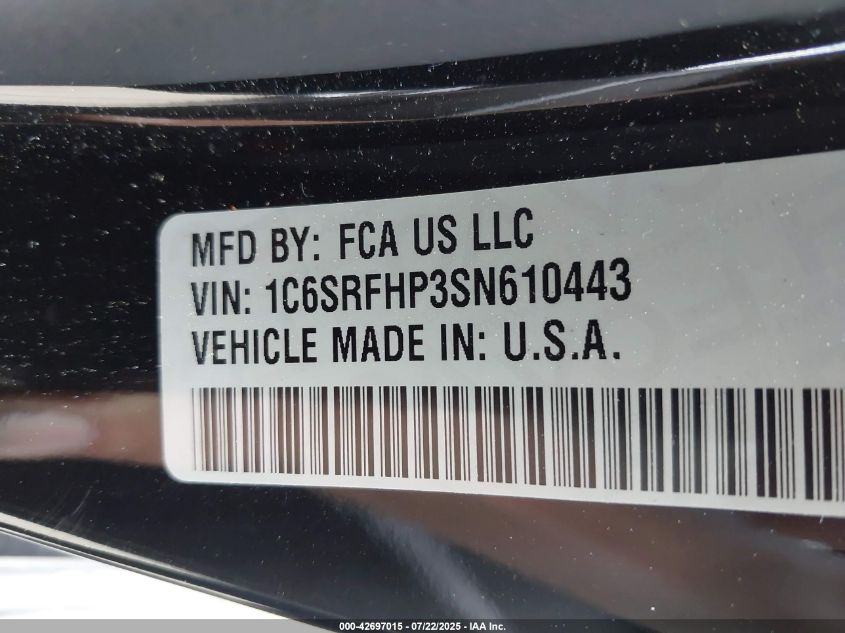 MFD BY: FCA US LLC
VIN: 1C6SRFHP3SN610443
VEHICLE MADE IN: U.S.A.
000-42697015 - 07/22/2025 - IAA Inc.